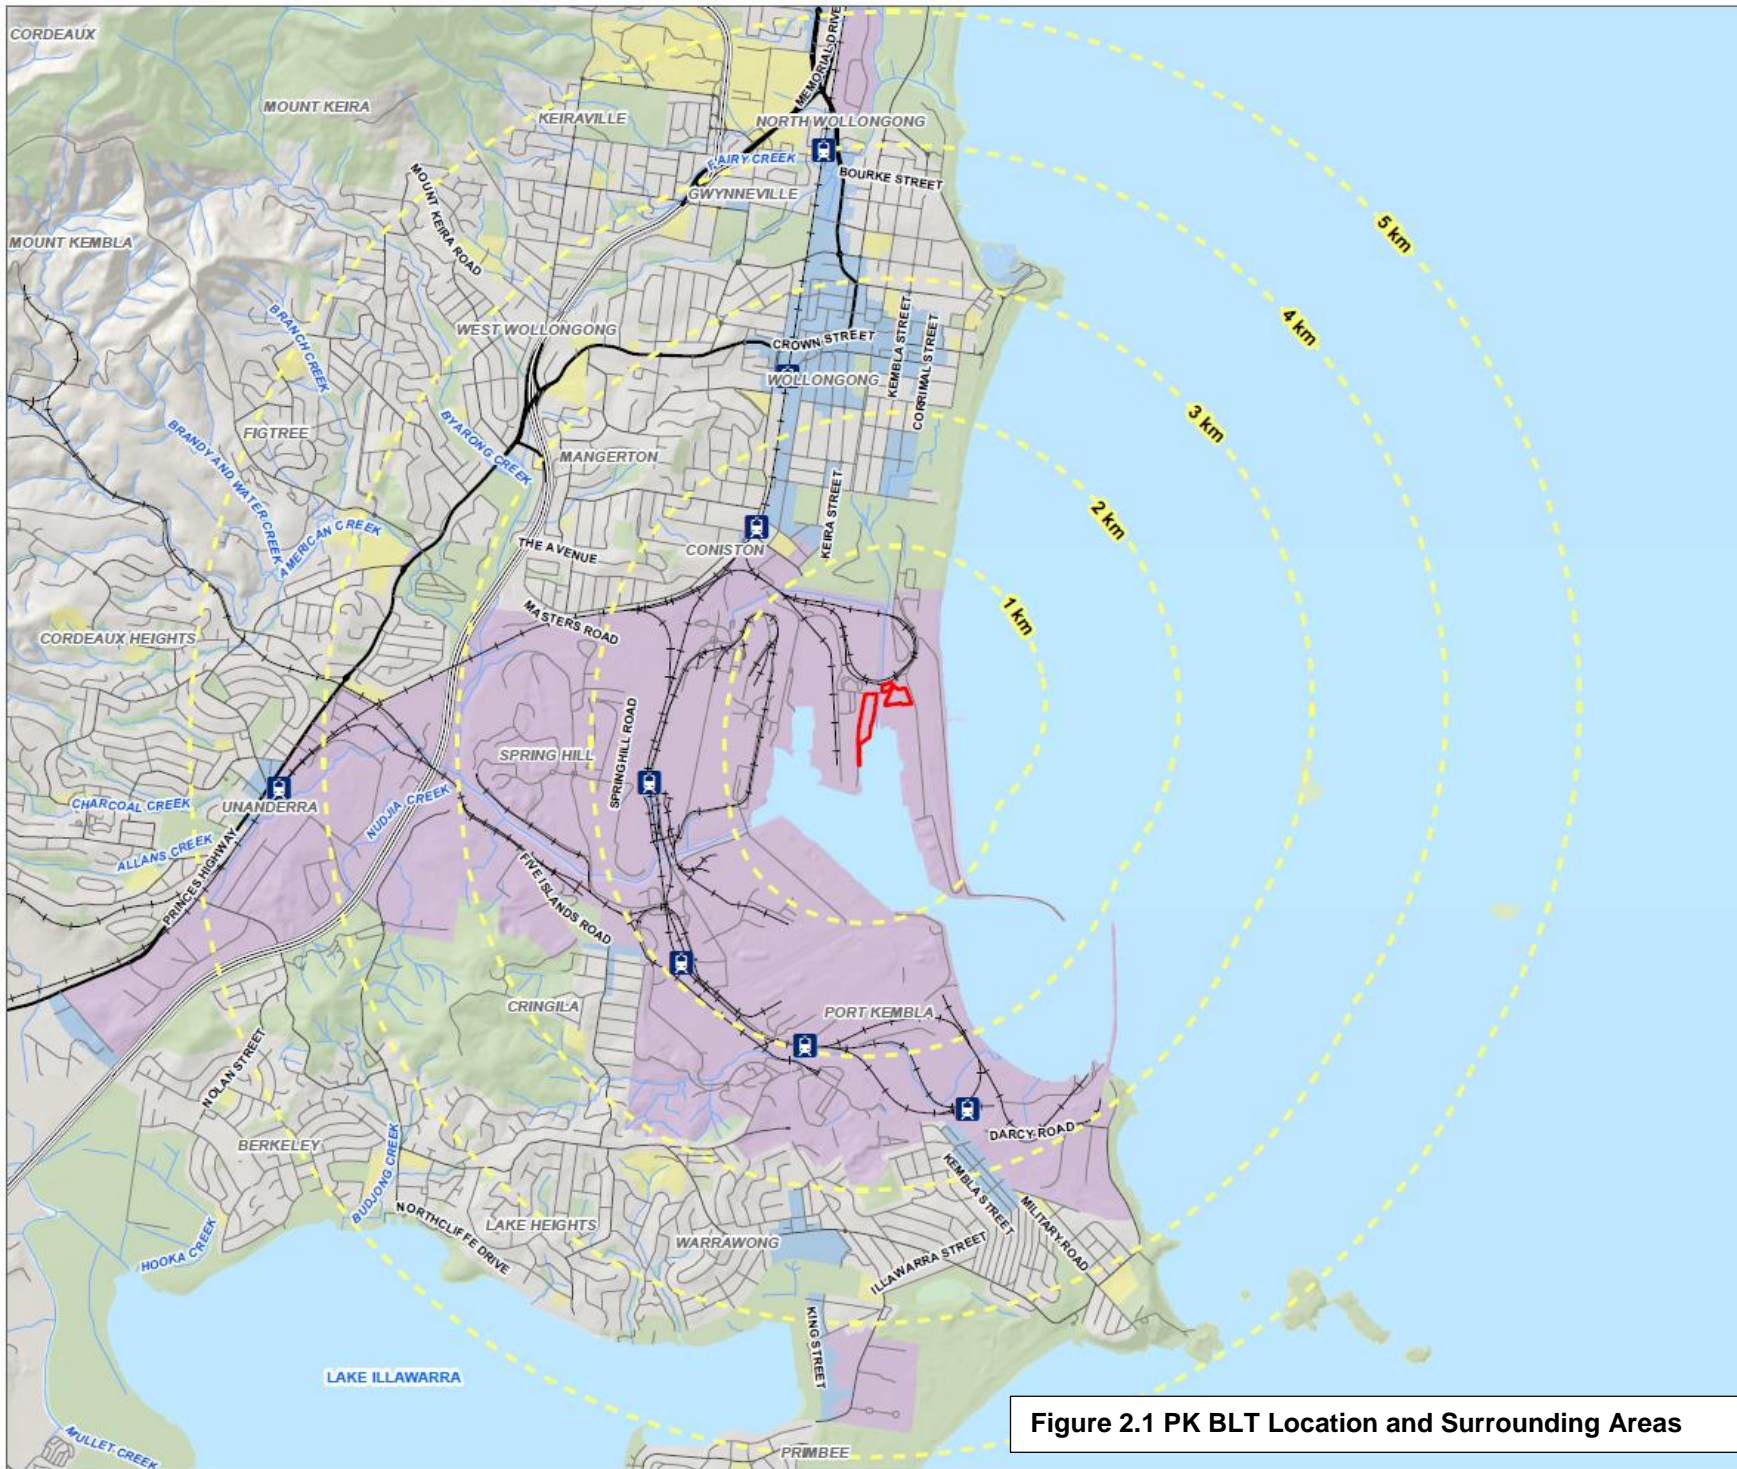 CORDEAUX
MEMORIAL DRIVE
MOUNT KEIRA
KEIRAVILLE
NORTH WOLLONGONG
FAIRY CREEK
BOURKE STREET
GWYNNEVILLE
MOUNT KEIRA ROAD
5 km
MOUNT KEMBLA
4 km
BRANCH CREEK
WEST WOLLONGONG
CROWN STREET
KEMBLA STREET
CORRIMAL STREET
WOLLONGONG
3 km
FIGTREE
BYARONG CREEK
BRANDY AND WATER CREEK
MANGERTON
AMERICAN CREEK
KEIRA STREET
2 km
THE AVENUE
CONISTON
1 km
MASTERS ROAD
CORDEAUX HEIGHTS
SPRINGHILL ROAD
SPRING HILL
CHARCOAL CREEK
UNANDERRA
NUDJIA CREEK
ALLANS CREEK
PRINCES HIGHWAY
FIVE ISLANDS ROAD
CRINGILA
PORT KEMBLA
NOLAN STREET
BERKELEY
DARCY ROAD
BUDJONG CREEK
KEMBLA STREET
MILITARY ROAD
NORTHCLIFFE DRIVE
LAKE HEIGHTS
WARRAWONG
HOOKA CREEK
ILLAWARRA STREET
KING STREET
LAKE ILLAWARRA
Figure 2.1 PK BLT Location and Surrounding Areas
MULLET CREEK
PRIMBEE